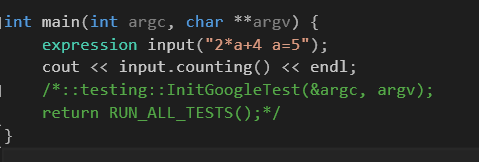 int main(int argc, char **argv) {
    expression input("2*a+4 a=5");
    cout << input.counting() << endl;
    /*::testing::InitGoogleTest(&argc, argv);
    return RUN_ALL_TESTS();*/
}